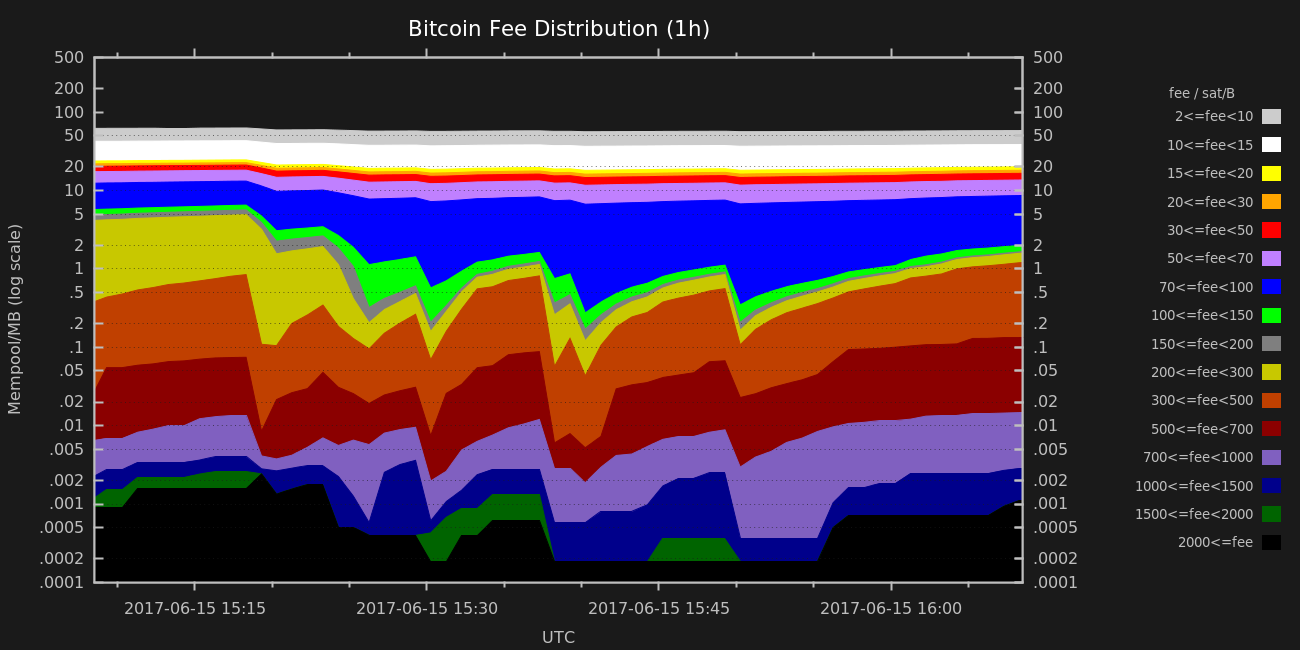 Bitcoin Fee Distribution (1h)
500
200
100
50
20
10
5
2
1
.5
.2
.1
.05
.02
.01
.005
.002
.001
.0005
.0002
.0001
Mempool/MB (log scale)
500
200
100
50
20
10
5
2
1
.5
.2
.1
.05
.02
.01
.005
.002
.001
.0005
.0002
.0001
2017-06-15 15:15
2017-06-15 15:30
2017-06-15 15:45
2017-06-15 16:00
UTC
fee / sat/B
2<=fee<10
10<=fee<15
15<=fee<20
20<=fee<30
30<=fee<50
50<=fee<70
70<=fee<100
100<=fee<150
150<=fee<200
200<=fee<300
300<=fee<500
500<=fee<700
700<=fee<1000
1000<=fee<1500
1500<=fee<2000
2000<=fee